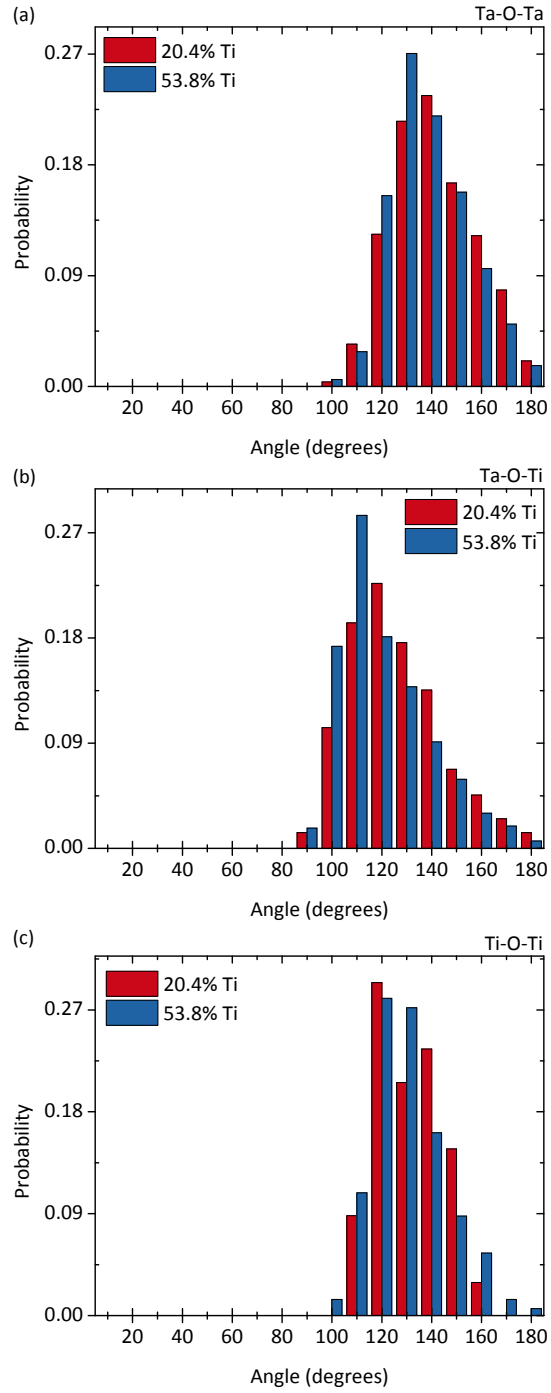 (a)
Ta-O-Ta
20.4% Ti
53.8% Ti
0.27
0.18
0.09
0.00
Probability
20 40 60 80 100 120 140 160 180
Angle (degrees)
(b)
Ta-O-Ti
20.4% Ti
53.8% Ti
0.27
0.18
0.09
0.00
Probability
20 40 60 80 100 120 140 160 180
Angle (degrees)
(c)
Ti-O-Ti
20.4% Ti
53.8% Ti
0.27
0.18
0.09
0.00
Probability
20 40 60 80 100 120 140 160 180
Angle (degrees)